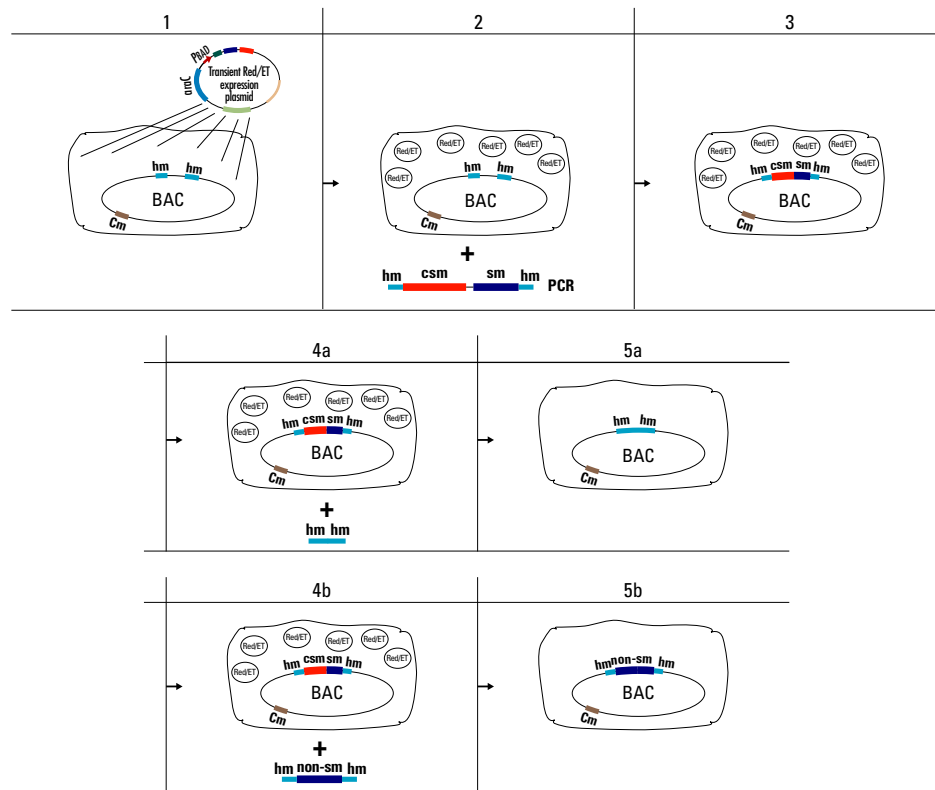 1 2 3
PBAD
araC
Transient Red/ET
expression
plasmid
hm hm
BAC
Cm
Red/ET Red/ET Red/ET Red/ET Red/ET Red/ET
hm hm
BAC
Cm
+
hm csm sm hm PCR
Red/ET Red/ET Red/ET Red/ET Red/ET Red/ET
hm csm sm hm
BAC
Cm
4a 5a
Red/ET Red/ET Red/ET Red/ET Red/ET Red/ET
hm csm sm hm
BAC
Cm
+
hm hm
hm hm
BAC
Cm
4b 5b
Red/ET Red/ET Red/ET Red/ET Red/ET Red/ET
hm csm sm hm
BAC
Cm
+
hm non-sm hm
hm non-sm hm
BAC
Cm